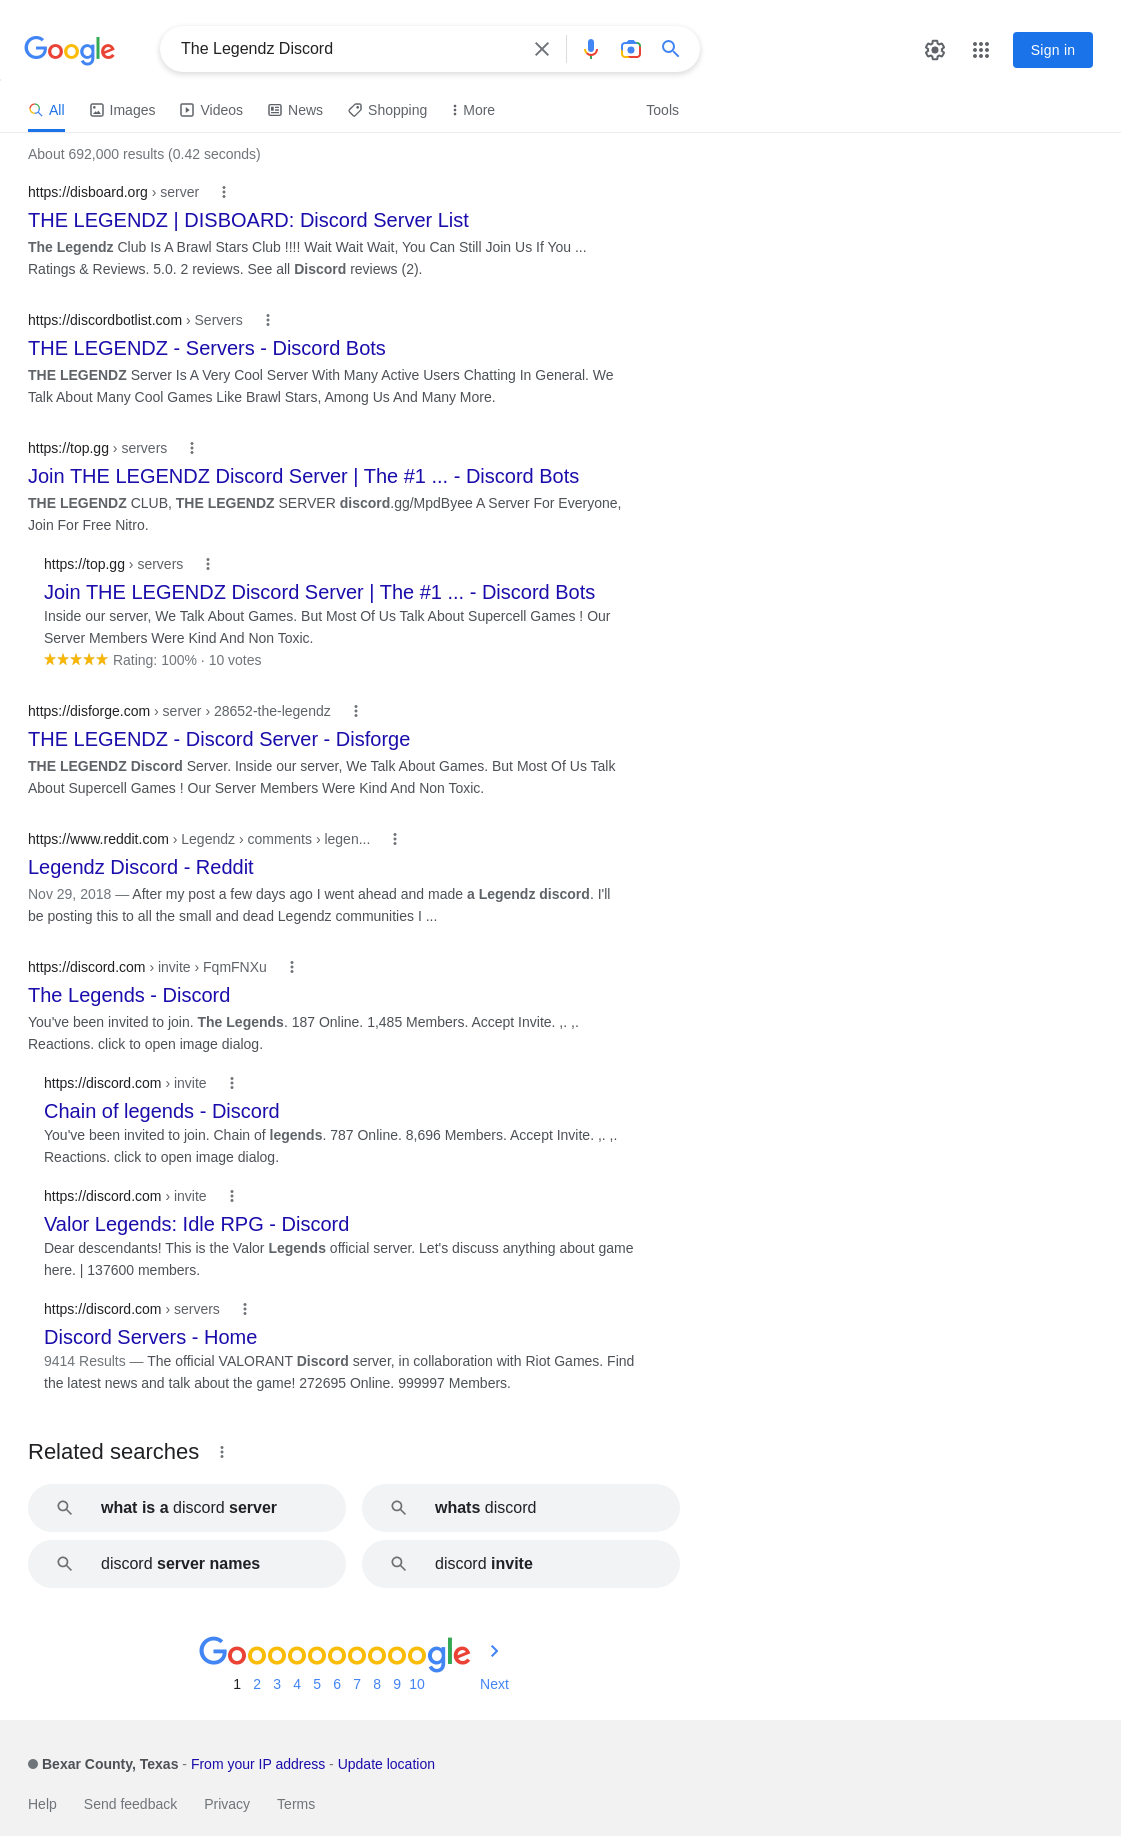 Google
The Legendz Discord
Sign in
All Images Videos News Shopping More Tools
About 692,000 results (0.42 seconds)
https://disboard.org › server
THE LEGENDZ | DISBOARD: Discord Server List
The Legendz Club Is A Brawl Stars Club !!!! Wait Wait Wait, You Can Still Join Us If You ...
Ratings & Reviews. 5.0. 2 reviews. See all Discord reviews (2).
https://discordbotlist.com › Servers
THE LEGENDZ - Servers - Discord Bots
THE LEGENDZ Server Is A Very Cool Server With Many Active Users Chatting In General. We
Talk About Many Cool Games Like Brawl Stars, Among Us And Many More.
https://top.gg › servers
Join THE LEGENDZ Discord Server | The #1 ... - Discord Bots
THE LEGENDZ CLUB, THE LEGENDZ SERVER discord.gg/MpdByee A Server For Everyone,
Join For Free Nitro.
https://top.gg › servers
Join THE LEGENDZ Discord Server | The #1 ... - Discord Bots
Inside our server, We Talk About Games. But Most Of Us Talk About Supercell Games ! Our
Server Members Were Kind And Non Toxic.
Rating: 100% · 10 votes
https://disforge.com › server › 28652-the-legendz
THE LEGENDZ - Discord Server - Disforge
THE LEGENDZ Discord Server. Inside our server, We Talk About Games. But Most Of Us Talk
About Supercell Games ! Our Server Members Were Kind And Non Toxic.
https://www.reddit.com › Legendz › comments › legen...
Legendz Discord - Reddit
Nov 29, 2018 — After my post a few days ago I went ahead and made a Legendz discord. I'll
be posting this to all the small and dead Legendz communities I ...
https://discord.com › invite › FqmFNXu
The Legends - Discord
You've been invited to join. The Legends. 187 Online. 1,485 Members. Accept Invite. ,. ,.
Reactions. click to open image dialog.
https://discord.com › invite
Chain of legends - Discord
You've been invited to join. Chain of legends. 787 Online. 8,696 Members. Accept Invite. ,. ,.
Reactions. click to open image dialog.
https://discord.com › invite
Valor Legends: Idle RPG - Discord
Dear descendants! This is the Valor Legends official server. Let's discuss anything about game
here. | 137600 members.
https://discord.com › servers
Discord Servers - Home
9414 Results — The official VALORANT Discord server, in collaboration with Riot Games. Find
the latest news and talk about the game! 272695 Online. 999997 Members.
Related searches
what is a discord server
whats discord
discord server names
discord invite
Goooooooooogle
1 2 3 4 5 6 7 8 9 10 Next
Bexar County, Texas - From your IP address - Update location
Help Send feedback Privacy Terms